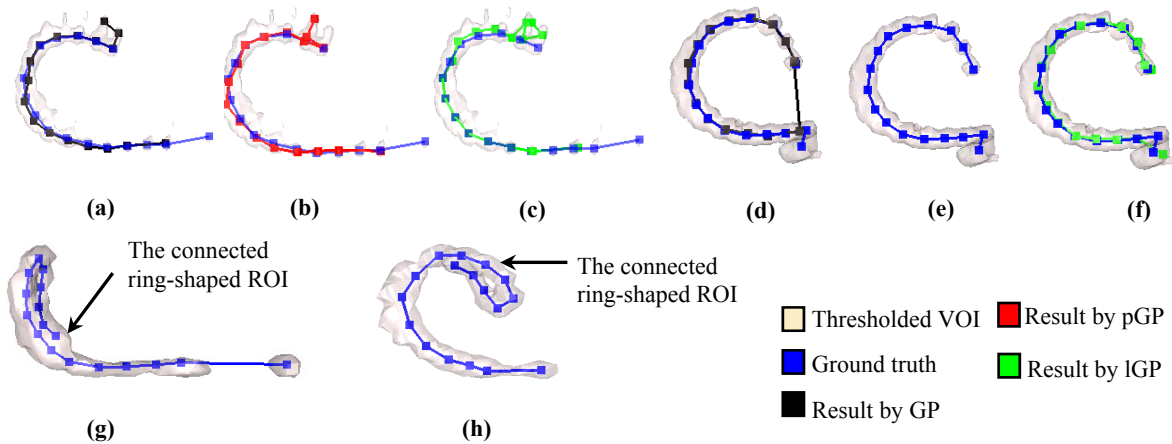 (a)
(b)
(c)
(d)
(e)
(f)
The connected
ring-shaped ROI
The connected
ring-shaped ROI
Thresholded VOI
Result by pGP
Ground truth
Result by lGP
Result by GP
(g)
(h)